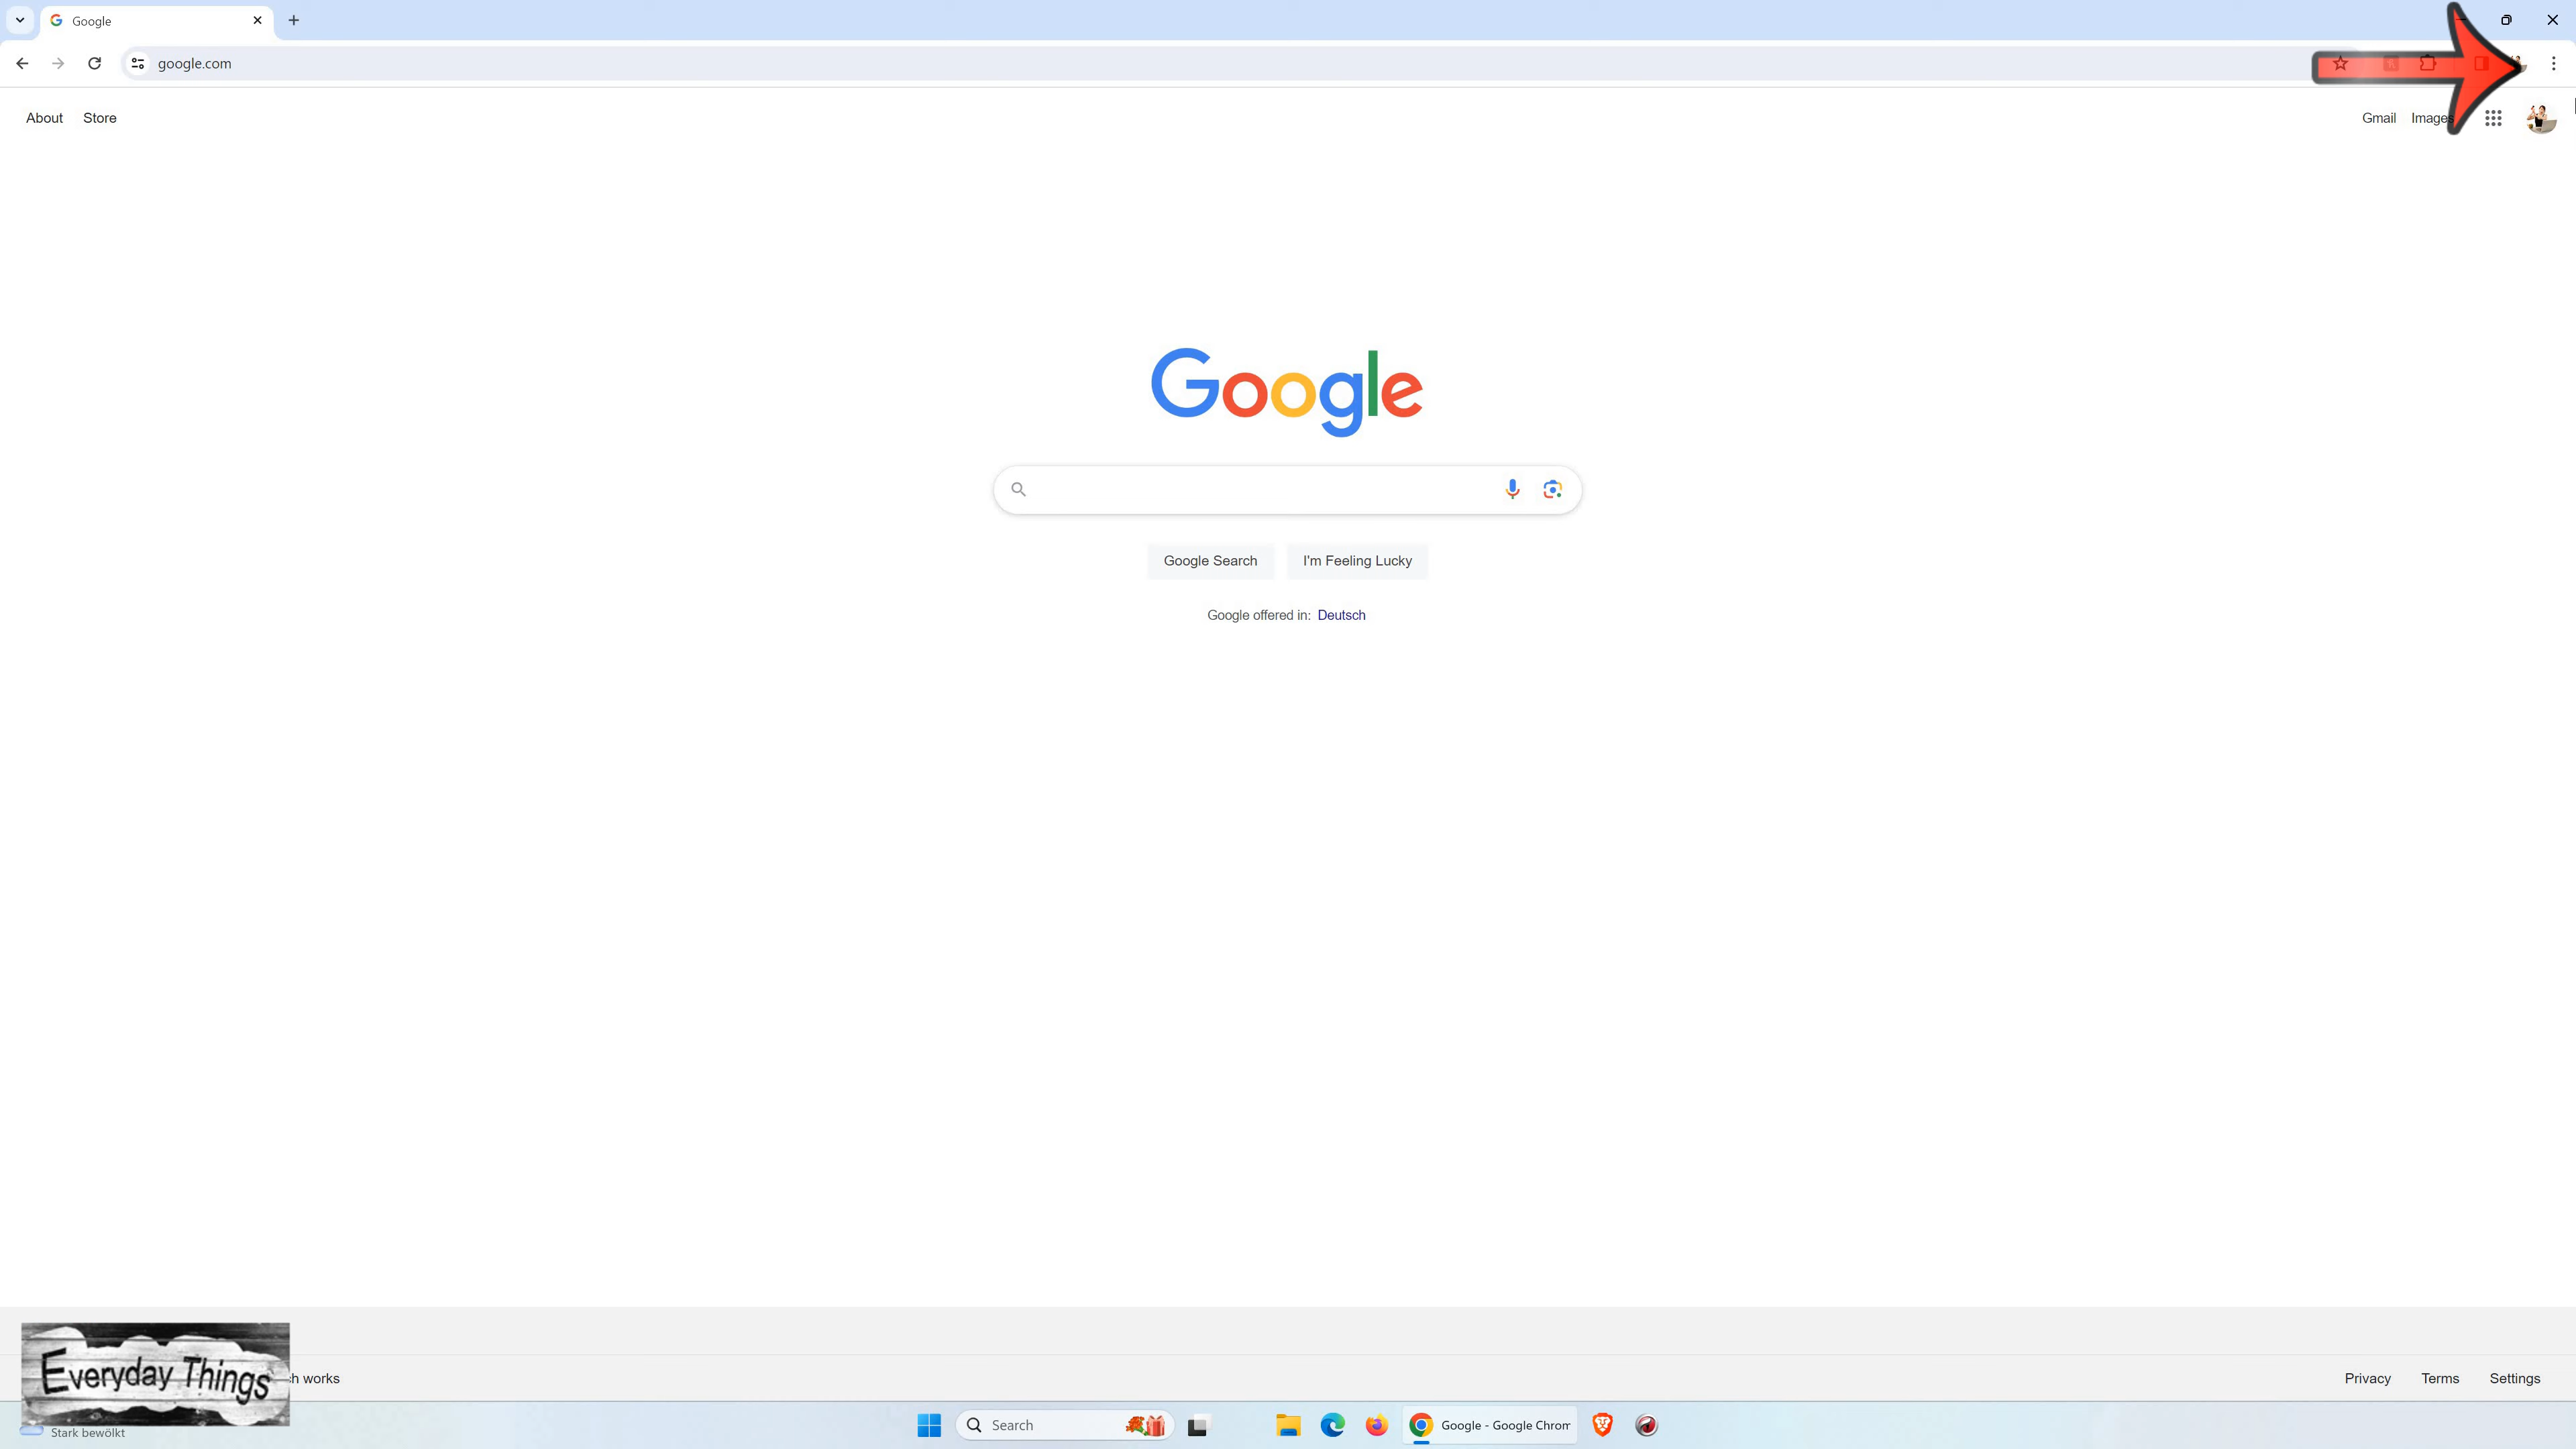 Google
google.com
About
Store
Gmail
Images
Google
Google Search
I'm Feeling Lucky
Google offered in: Deutsch
Everyday Things
works
Privacy
Terms
Settings
Stark bewölkt
Search
Google - Google Chrom